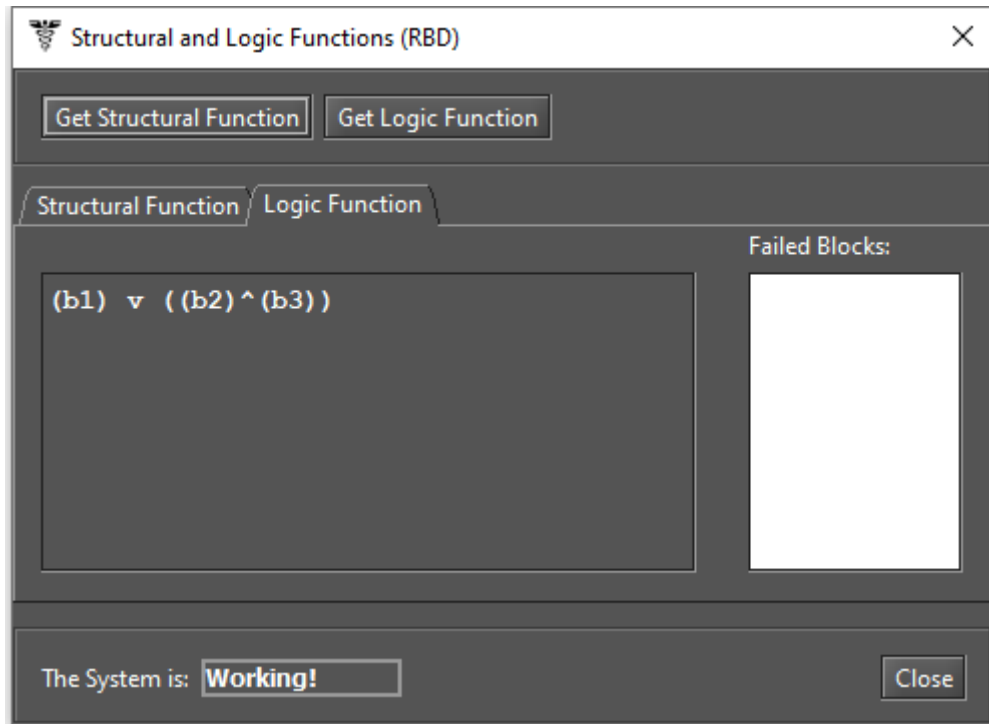 Structural and Logic Functions (RBD)
Get Structural Function Get Logic Function
Structural Function Logic Function
Failed Blocks:
(b1) v ((b2)^(b3))
The System is: Working! Close